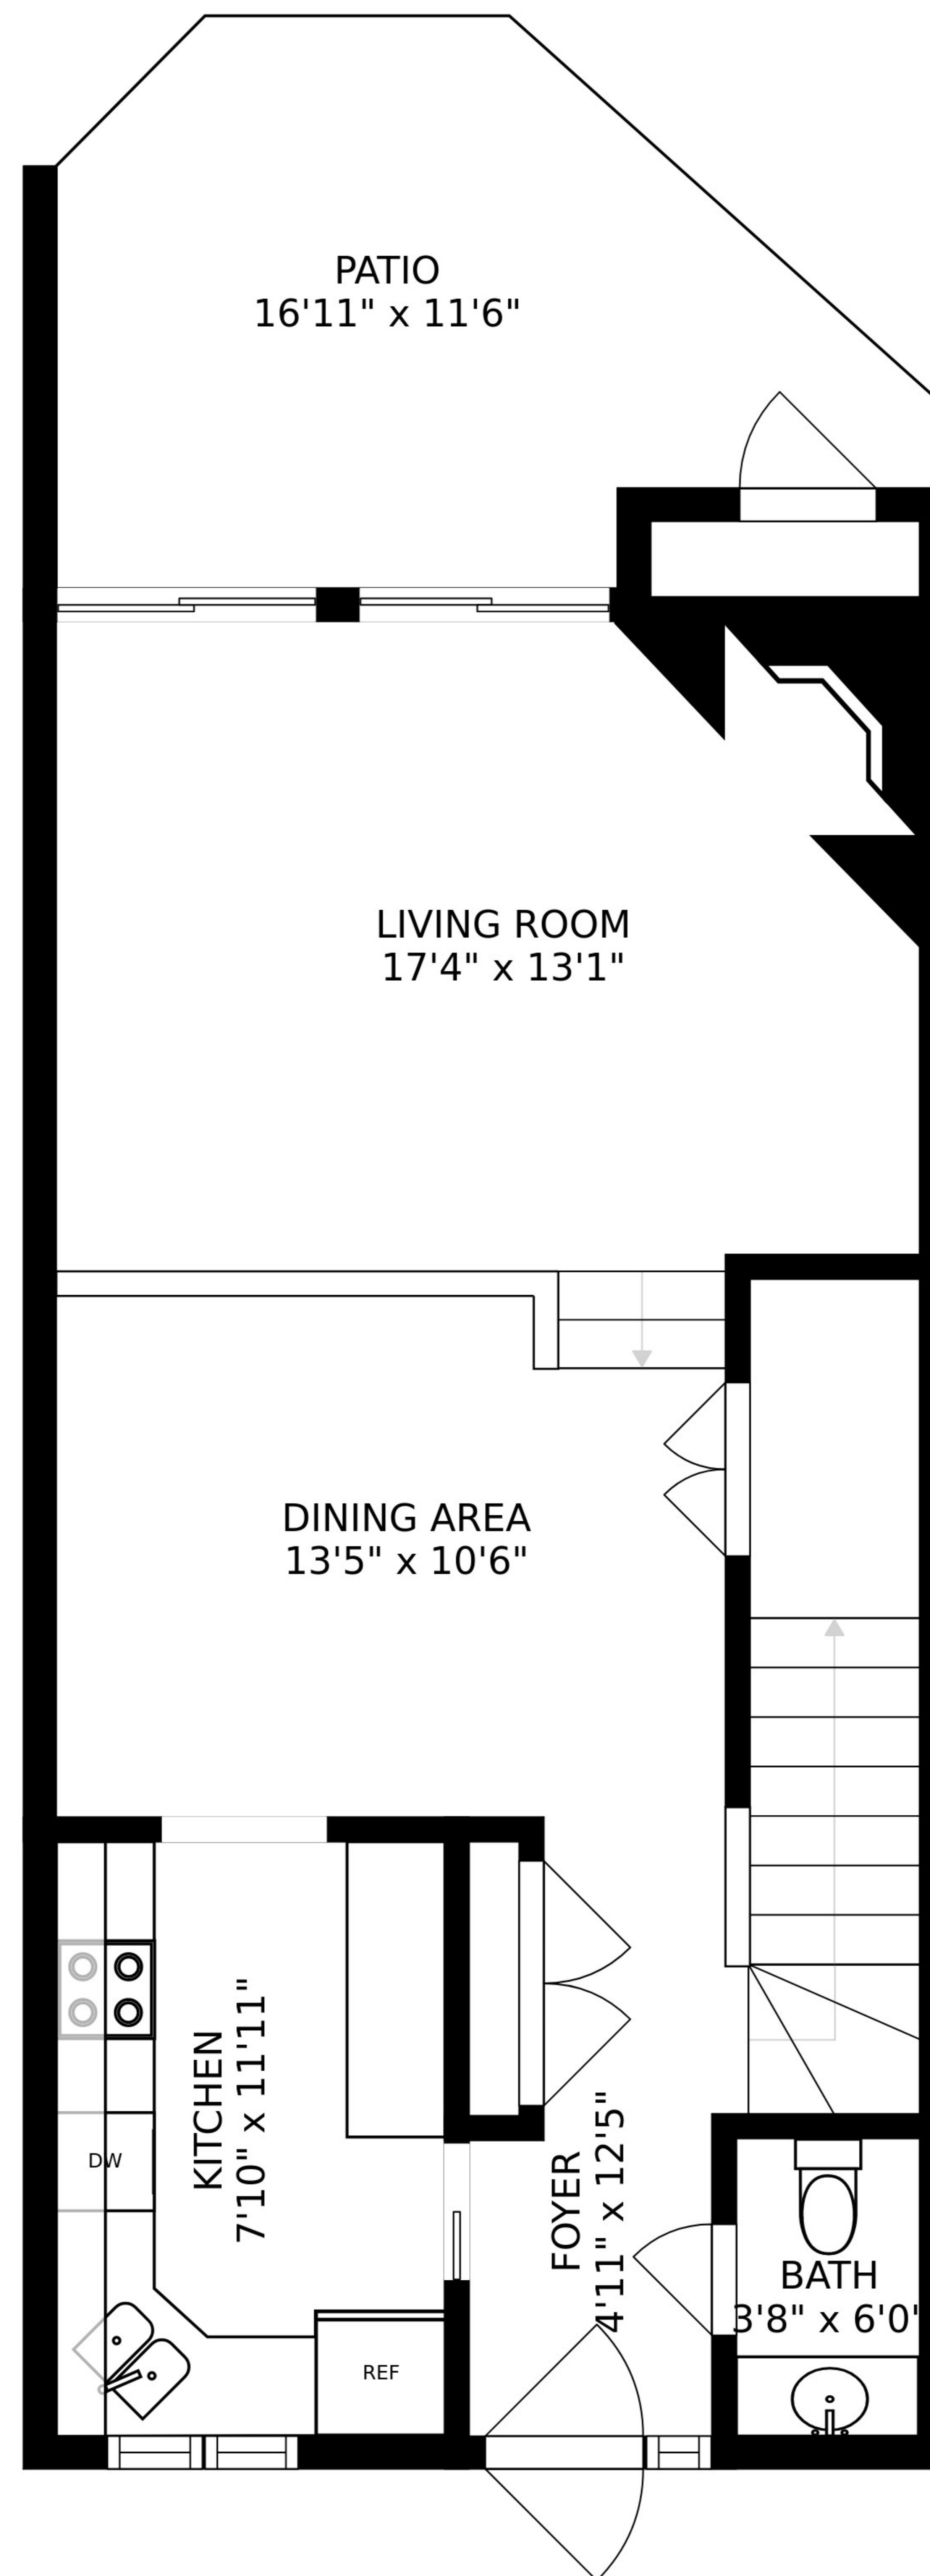 PATIO
16'11" x 11'6"
LIVING ROOM
17'4" x 13'1"
DINING AREA
13'5" x 10'6"
KITCHEN
7'10" x 11'11"
DW
FOYER
4'11" x 12'5"
BATH
3'8" x 6'0"
REF